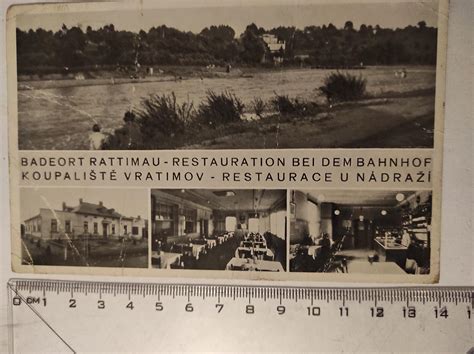 BADEORT RATTIMAU - RESTAURATION BEI DEM BAHNHOF
KOUPALIŠTĚ VRATIMOV - RESTAURACE U NÁDRAŽÍ
0 CM 1 2 3 4 5 6 7 8 9 10 11 12 13 14